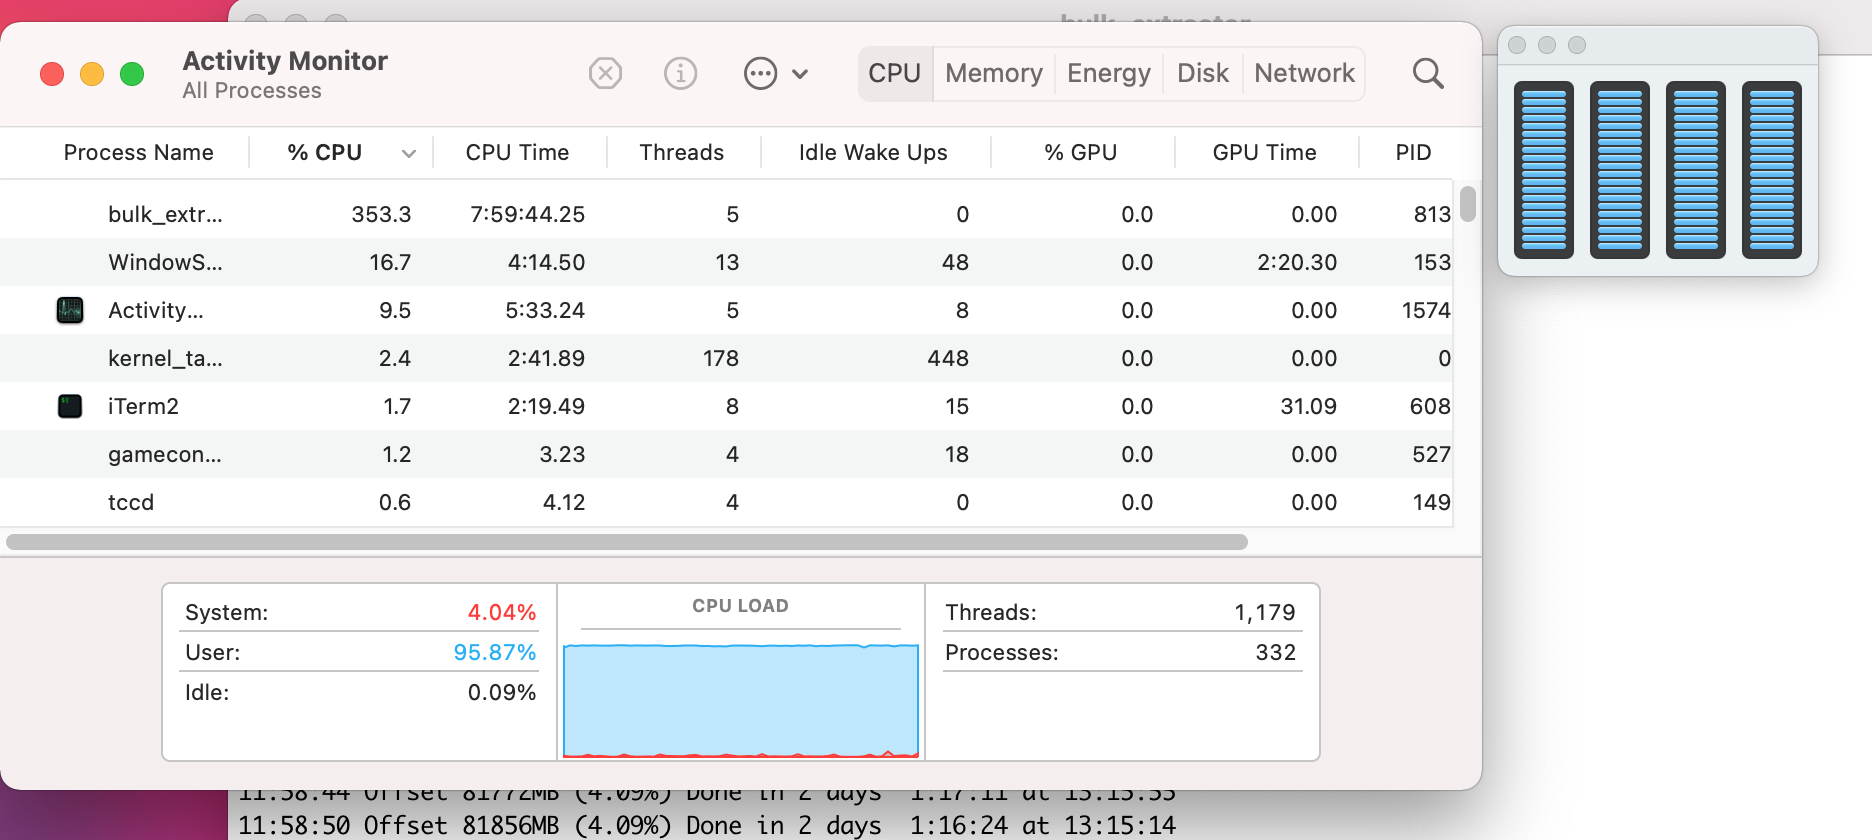 bulk_extractor
Activity Monitor
All Processes
CPU Memory Energy Disk Network
Process Name % CPU CPU Time Threads Idle Wake Ups % GPU GPU Time PID
bulk_extr... 353.3 7:59:44.25 5 0 0.0 0.00 813
WindowS... 16.7 4:14.50 13 48 0.0 2:20.30 153
Activity... 9.5 5:33.24 5 8 0.0 0.00 1574
kernel_ta... 2.4 2:41.89 178 448 0.0 0.00 0
iTerm2 1.7 2:19.49 8 15 0.0 31.09 608
gamecon... 1.2 3.23 4 18 0.0 0.00 527
tccd 0.6 4.12 4 0 0.0 0.00 149
System: 4.04%
User: 95.87%
Idle: 0.09%
CPU LOAD
Threads: 1,179
Processes: 332
11:58:44 Offset 81772MB (4.09%) Done in 2 days 1:17:11 at 13:15:55
11:58:50 Offset 81856MB (4.09%) Done in 2 days 1:16:24 at 13:15:14